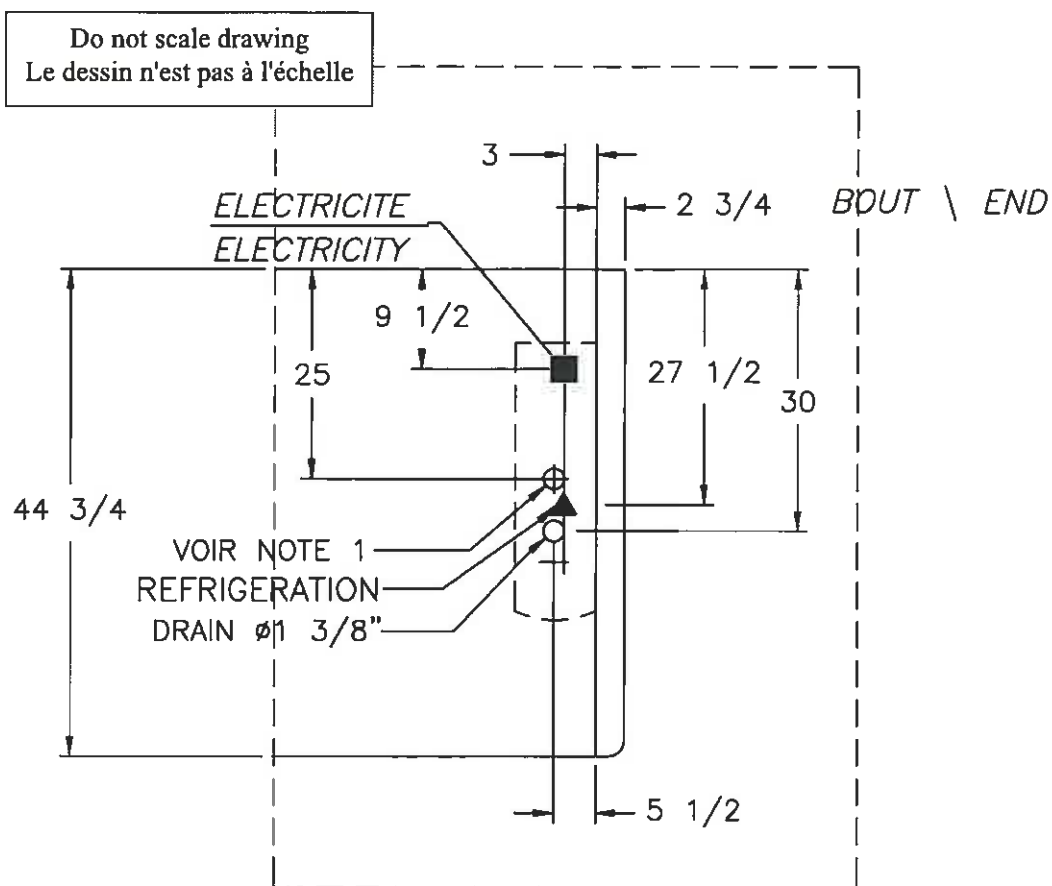 Do not scale drawing
Le dessin n'est pas à l'échelle
3
2 3/4
BOUT \ END
ELECTRICITE
ELECTRICITY
9 1/2
25
27 1/2
30
44 3/4
VOIR NOTE 1
REFRIGERATION
DRAIN ø1 3/8"
5 1/2